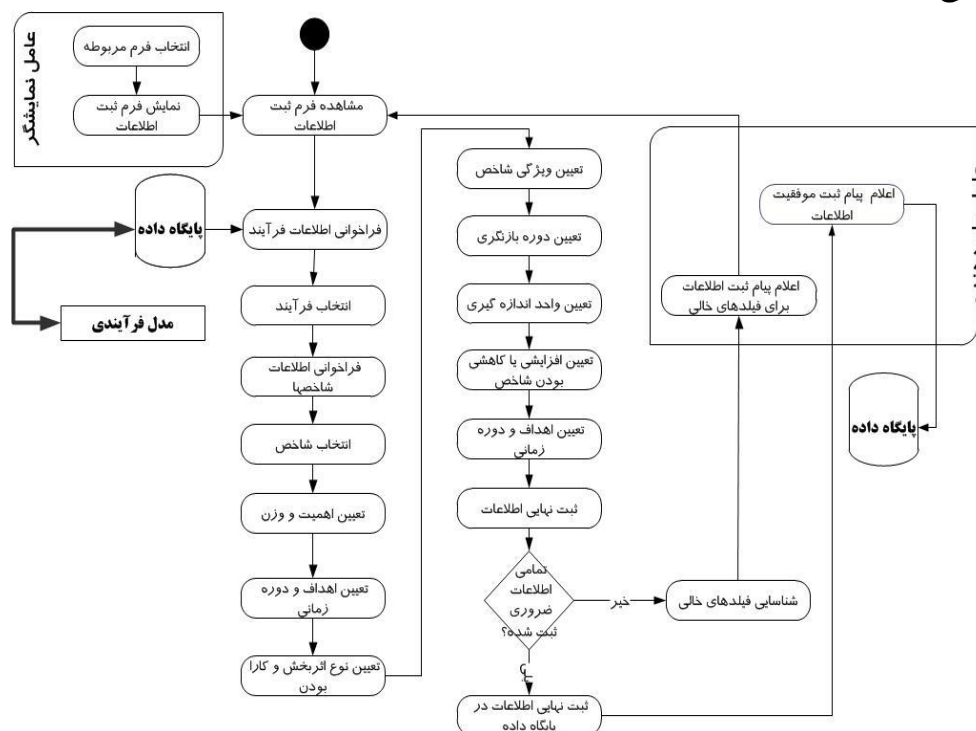 عامل نمایشگر
انتخاب فرم مربوطه
نمایش فرم ثبت
اطلاعات
مشاهده فرم ثبت
اطلاعات
پایگاه داده
مدل فرآیندی
فراخوانی اطلاعات فرآیند
انتخاب فرآیند
فراخوانی اطلاعات
شاخصها
انتخاب شاخص
تعیین اهمیت و وزن
تعیین اهداف و دوره
زمانی
تعیین نوع اثربخش و کارا
بودن
تعیین ویژگی شاخص
تعیین دوره بازنگری
تعیین واحد اندازه گیری
تعیین افزایشی یا کاهشی
بودن شاخص
تعیین اهداف و دوره
زمانی
ثبت نهایی اطلاعات
تمامی
اطلاعات
ضروری
ثبت شده؟
خیر
بلی
شناسایی فیلدهای خالی
ثبت نهایی اطلاعات در
پایگاه داده
اعلام پیام ثبت اطلاعات
برای فیلدهای خالی
اعلام پیام ثبت موفقیت
اطلاعات
پایگاه داده